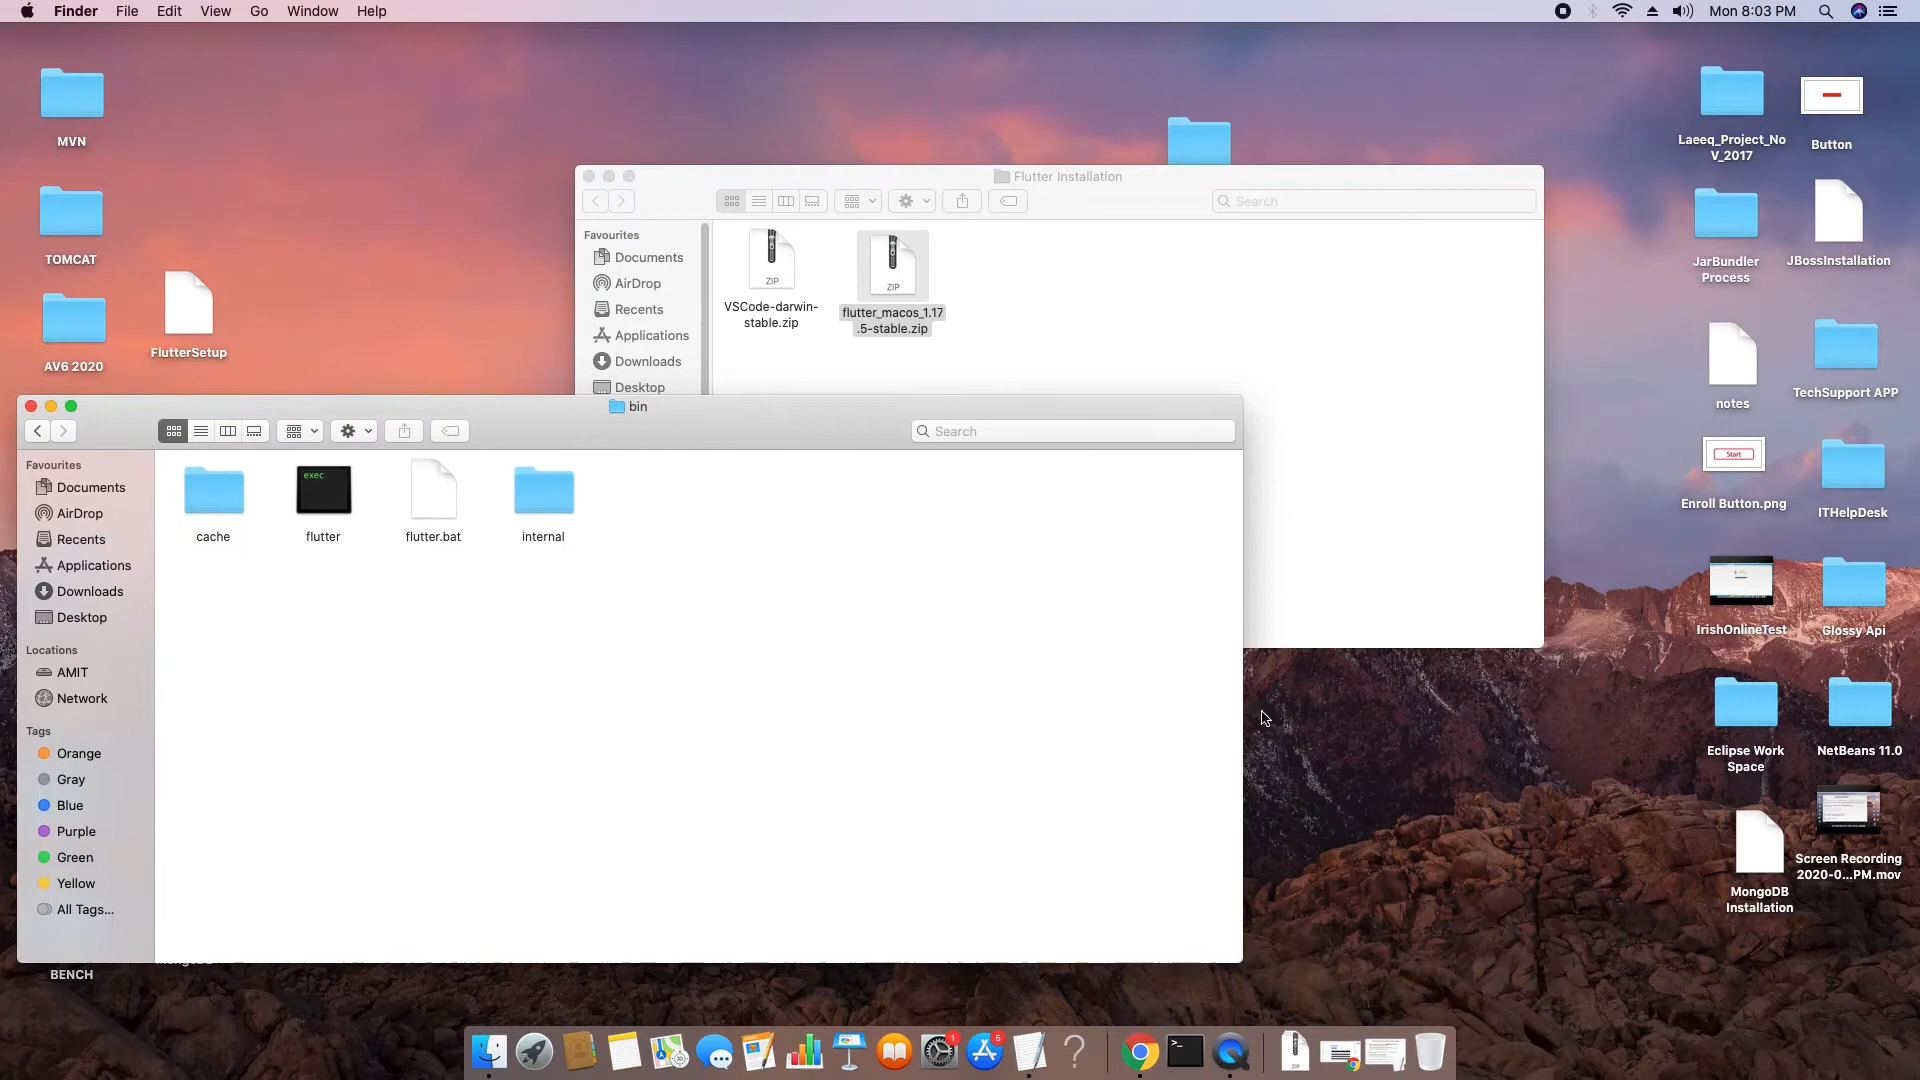 Finder File Edit View Go Window Help
Mon 8:03 PM
MVN
TOMCAT
AV6 2020
FlutterSetup
Flutter Installation
Search
Favourites
Documents
AirDrop
Recents
Applications
Downloads
Desktop
ZIP
VSCode-darwin-
stable.zip
ZIP
flutter_macos_1.17
.5-stable.zip
bin
Search
Favourites
Documents
AirDrop
Recents
Applications
Downloads
Desktop
Locations
AMIT
Network
Tags
Orange
Gray
Blue
Purple
Green
Yellow
All Tags...
exec
cache
flutter
flutter.bat
internal
BENCH
Laeeq_Project_No
V_2017
Button
JarBundler
Process
JBossInstallation
notes
TechSupport APP
Start
Enroll Button.png
ITHelpDesk
IrishOnlineTest
Glossy Api
Eclipse Work
Space
NetBeans 11.0
MongoDB
Installation
Screen Recording
2020-0...PM.mov
1
5
ZIP